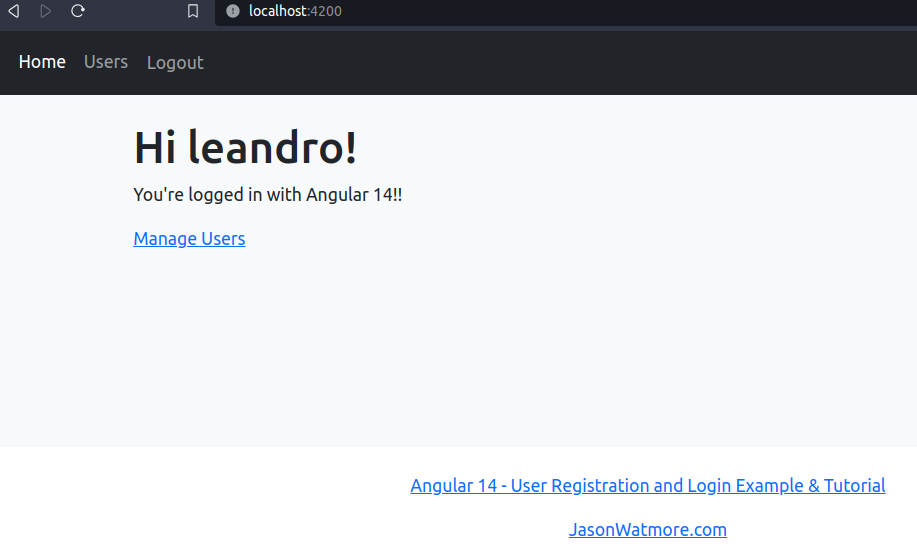 localhost:4200
Home Users Logout
Hi leandro!
You're logged in with Angular 14!!
Manage Users
Angular 14 - User Registration and Login Example & Tutorial
JasonWatmore.com